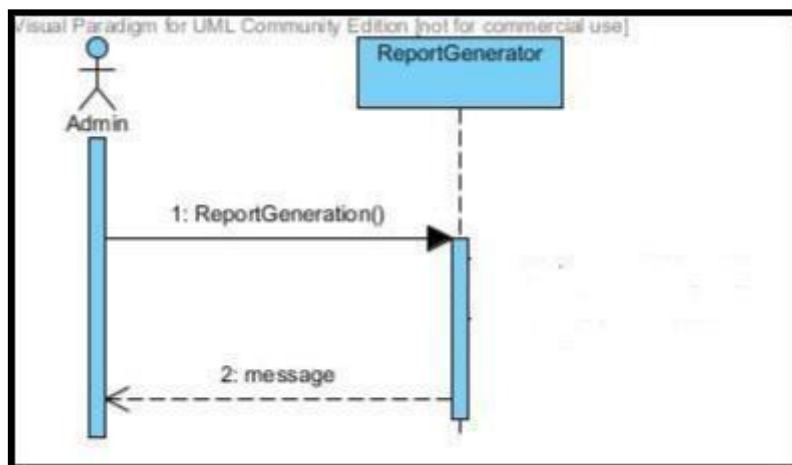 Visual Paradigm for UML Community Edition [not for commercial use]
ReportGenerator
Admin
1: ReportGeneration()
2: message